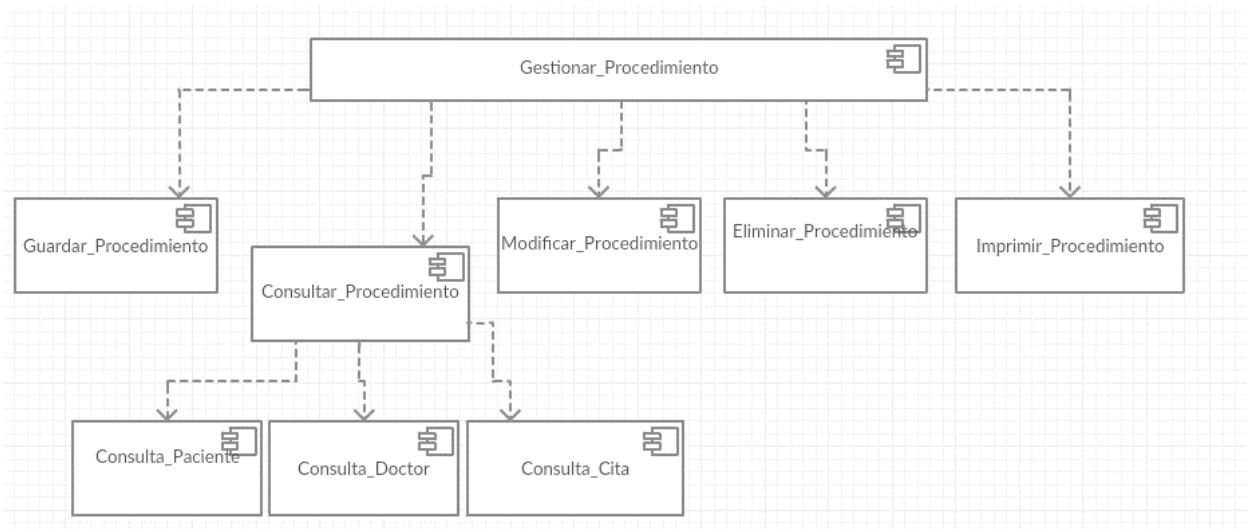 Gestionar_Procedimiento
Guardar_Procedimiento
Consultar_Procedimiento
Modificar_Procedimiento
Eliminar_Procedimiento
Imprimir_Procedimiento
Consulta_Paciente
Consulta_Doctor
Consulta_Cita